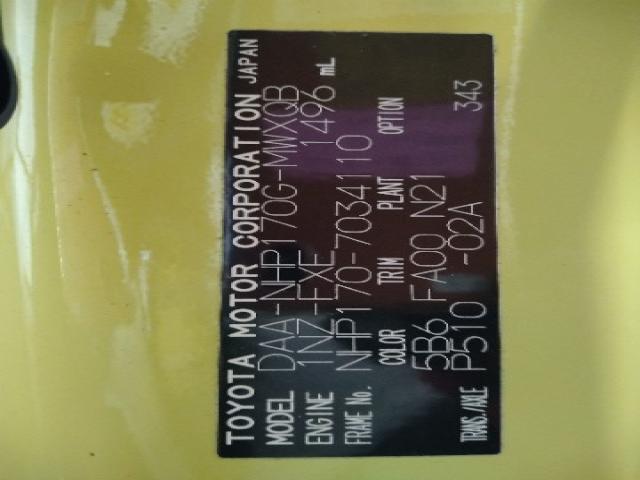 TOYOTA MOTOR CORPORATION JAPAN
MODEL DAA-NHP170G-MWXQB
ENGINE 1NZ-FXE 1496 mL
FRAME No. NHP170-7034110
COLOR TRIM PLANT OPTION
5B6 FA00 N21
TRANS./AXLE P510 -02A 343